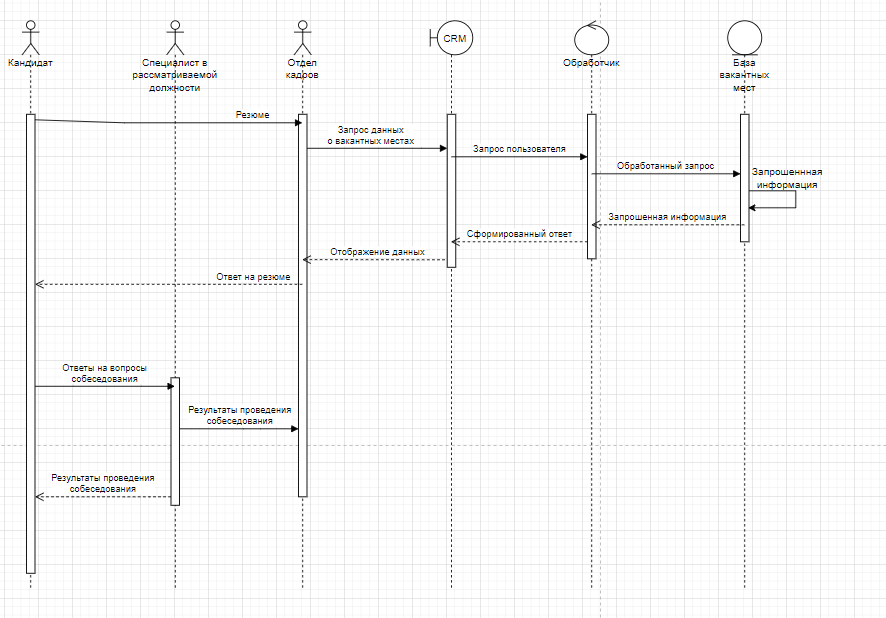 Кандидат
Специалист в
рассматриваемой
должности
Отдел
кадров
CRM
Обработчик
База
вакантных
мест
Резюме
Запрос данных
о вакантных местах
Запрос пользователя
Обработанный запрос
Запрошеннная
информация
Запрошенная информация
Сформированный ответ
Отображение данных
Ответ на резюме
Ответы на вопросы
собеседования
Результаты проведения
собеседования
Результаты проведения
собеседования